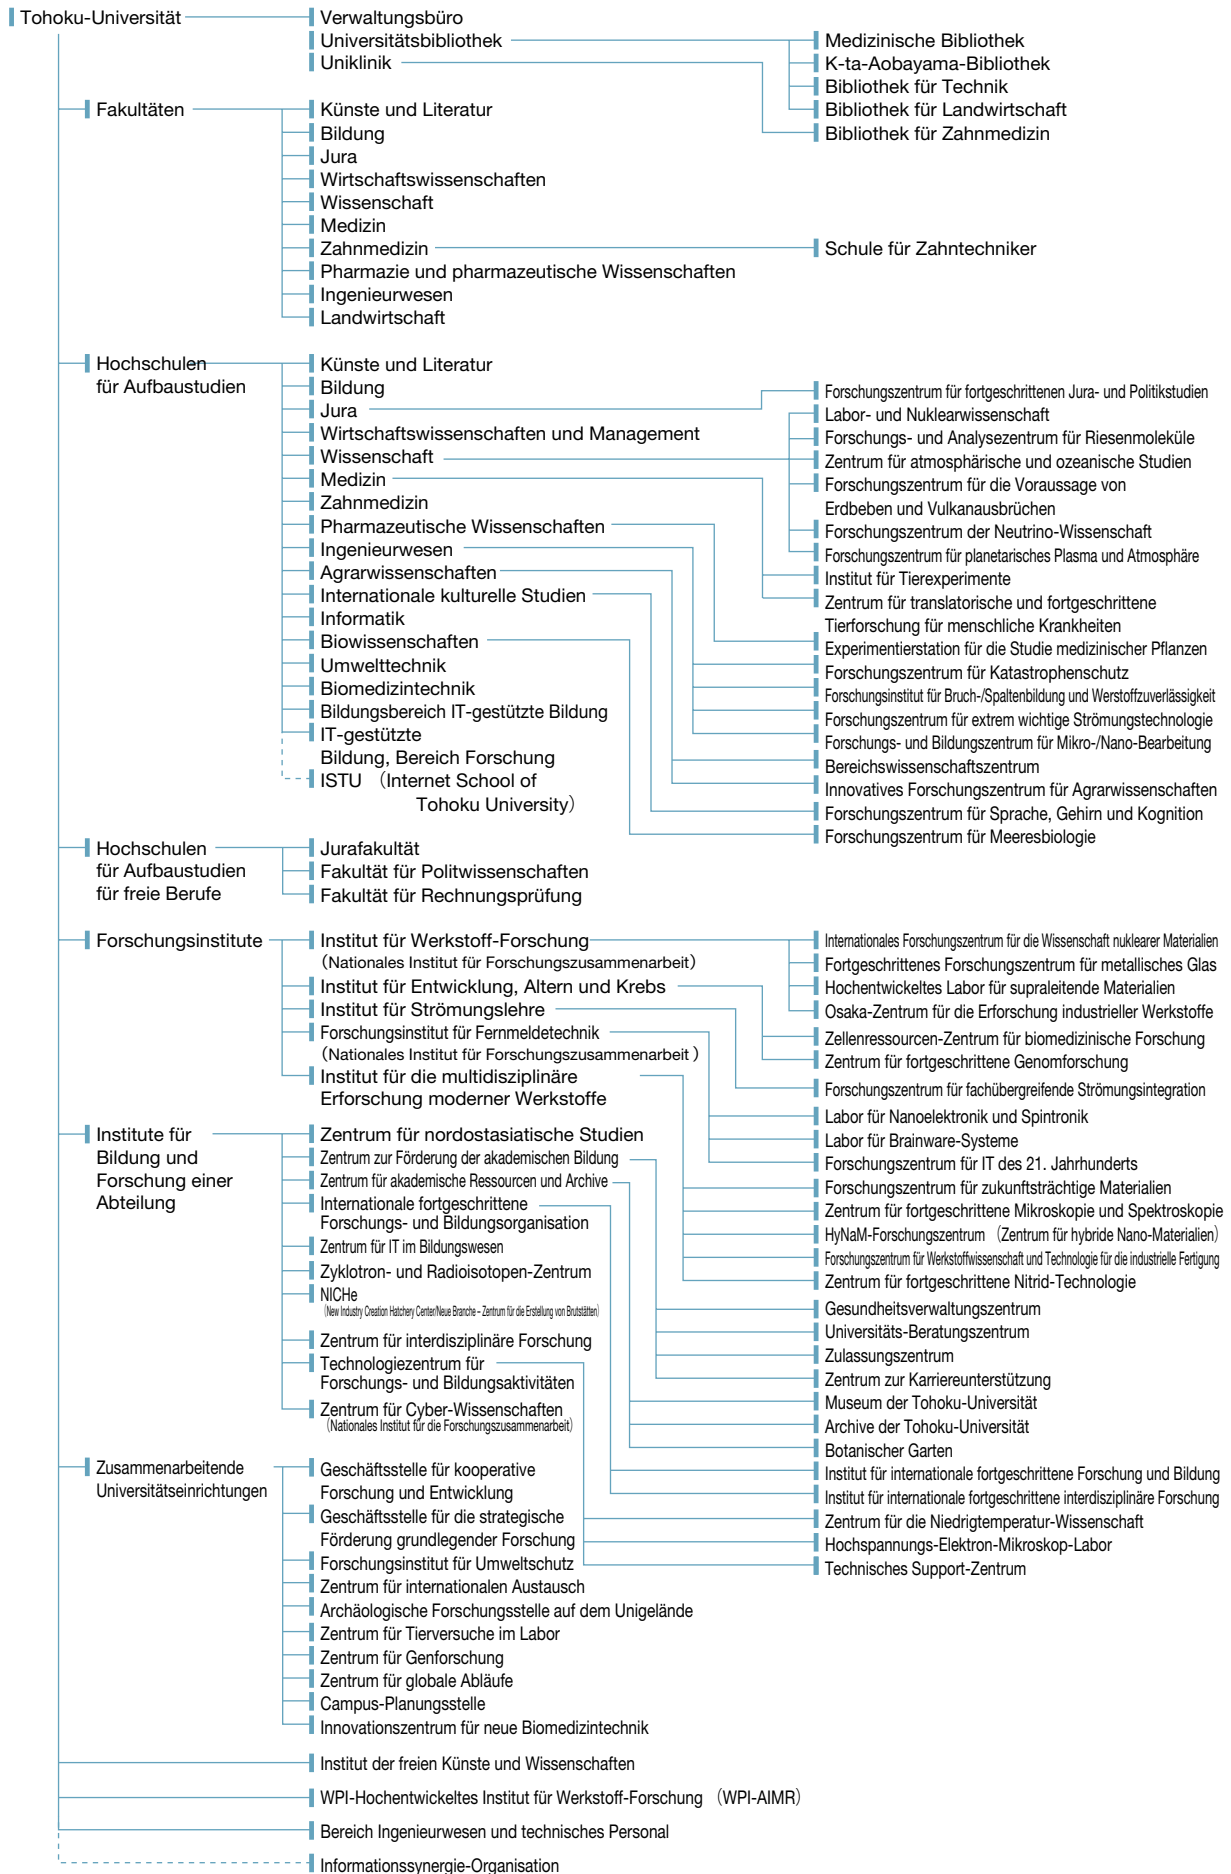 Tohoku-Universität
Verwaltungsbüro
Universitätsbibliothek
Uniklinik
Medizinische Bibliothek
K-ta-Aobayama-Bibliothek
Bibliothek für Technik
Bibliothek für Landwirtschaft
Bibliothek für Zahnmedizin
Fakultäten
Künste und Literatur
Bildung
Jura
Wirtschaftswissenschaften
Wissenschaft
Medizin
Zahnmedizin
Pharmazie und pharmazeutische Wissenschaften
Ingenieurwesen
Landwirtschaft
Schule für Zahntechniker
Hochschulen
für Aufbaustudien
Künste und Literatur
Bildung
Jura
Wirtschaftswissenschaften und Management
Wissenschaft
Medizin
Zahnmedizin
Pharmazeutische Wissenschaften
Ingenieurwesen
Agrarwissenschaften
Internationale kulturelle Studien
Informatik
Biowissenschaften
Umwelttechnik
Biomedizintechnik
Bildungsbereich IT-gestützte Bildung
IT-gestützte
Bildung, Bereich Forschung
ISTU (Internet School of
Tohoku University)
Forschungszentrum für fortgeschrittenen Jura- und Politikstudien
Labor- und Nuklearwissenschaft
Forschungs- und Analysezentrum für Riesenmoleküle
Zentrum für atmosphärische und ozeanische Studien
Forschungszentrum für die Voraussage von
Erdbeben und Vulkanausbrüchen
Forschungszentrum der Neutrino-Wissenschaft
Forschungszentrum für planetarisches Plasma und Atmosphäre
Institut für Tierexperimente
Zentrum für translatorische und fortgeschrittene
Tierforschung für menschliche Krankheiten
Experimentierstation für die Studie medizinischer Pflanzen
Forschungszentrum für Katastrophenschutz
Forschungsinstitut für Bruch-/Spaltenbildung und Werstoffzuverlässigkeit
Forschungszentrum für extrem wichtige Strömungstechnologie
Forschungs- und Bildungszentrum für Mikro-/Nano-Bearbeitung
Bereichswissenschaftszentrum
Innovatives Forschungszentrum für Agrarwissenschaften
Forschungszentrum für Sprache, Gehirn und Kognition
Forschungszentrum für Meeresbiologie
Hochschulen
für Aufbaustudien
für freie Berufe
Jurafakultät
Fakultät für Politwissenschaften
Fakultät für Rechnungsprüfung
Forschungsinstitute
Institut für Werkstoff-Forschung
(Nationales Institut für Forschungszusammenarbeit)
Institut für Entwicklung, Altern und Krebs
Institut für Strömungslehre
Forschungsinstitut für Fernmeldetechnik
(Nationales Institut für Forschungszusammenarbeit )
Institut für die multidisziplinäre
Erforschung moderner Werkstoffe
Internationales Forschungszentrum für die Wissenschaft nuklearer Materialien
Fortgeschrittenes Forschungszentrum für metallisches Glas
Hochentwickeltes Labor für supraleitende Materialien
Osaka-Zentrum für die Erforschung industrieller Werkstoffe
Zellenressourcen-Zentrum für biomedizinische Forschung
Zentrum für fortgeschrittene Genomforschung
Forschungszentrum für fachübergreifende Strömungsintegration
Labor für Nanoelektronik und Spintronik
Labor für Brainware-Systeme
Forschungszentrum für IT des 21. Jahrhunderts
Forschungszentrum für zukunftsträchtige Materialien
Zentrum für fortgeschrittene Mikroskopie und Spektroskopie
HyNaM-Forschungszentrum (Zentrum für hybride Nano-Materialien)
Forschungszentrum für Werkstoffwissenschaft und Technologie für die industrielle Fertigung
Zentrum für fortgeschrittene Nitrid-Technologie
Institute für
Bildung und
Forschung einer
Abteilung
Zentrum für nordostasiatische Studien
Zentrum zur Förderung der akademischen Bildung
Zentrum für akademische Ressourcen und Archive
Internationale fortgeschrittene
Forschungs- und Bildungsorganisation
Zentrum für IT im Bildungswesen
Zyklotron- und Radioisotopen-Zentrum
NICHe
(New Industry Creation Hatchery Center/Neue Branche – Zentrum für die Erstellung von Brutstätten)
Zentrum für interdisziplinäre Forschung
Technologiezentrum für
Forschungs- und Bildungsaktivitäten
Zentrum für Cyber-Wissenschaften
(Nationales Institut für die Forschungszusammenarbeit)
Gesundheitsverwaltungszentrum
Universitäts-Beratungszentrum
Zulassungszentrum
Zentrum zur Karriereunterstützung
Museum der Tohoku-Universität
Archive der Tohoku-Universität
Botanischer Garten
Institut für internationale fortgeschrittene Forschung und Bildung
Institut für internationale fortgeschrittene interdisziplinäre Forschung
Zentrum für die Niedrigtemperatur-Wissenschaft
Hochspannungs-Elektron-Mikroskop-Labor
Technisches Support-Zentrum
Zusammenarbeitende
Universitätseinrichtungen
Geschäftsstelle für kooperative
Forschung und Entwicklung
Geschäftsstelle für die strategische
Förderung grundlegender Forschung
Forschungsinstitut für Umweltschutz
Zentrum für internationalen Austausch
Archäologische Forschungsstelle auf dem Unigelände
Zentrum für Tierversuche im Labor
Zentrum für Genforschung
Zentrum für globale Abläufe
Campus-Planungsstelle
Innovationszentrum für neue Biomedizintechnik
Institut der freien Künste und Wissenschaften
WPI-Hochentwickeltes Institut für Werkstoff-Forschung (WPI-AIMR)
Bereich Ingenieurwesen und technisches Personal
Informationssynergie-Organisation